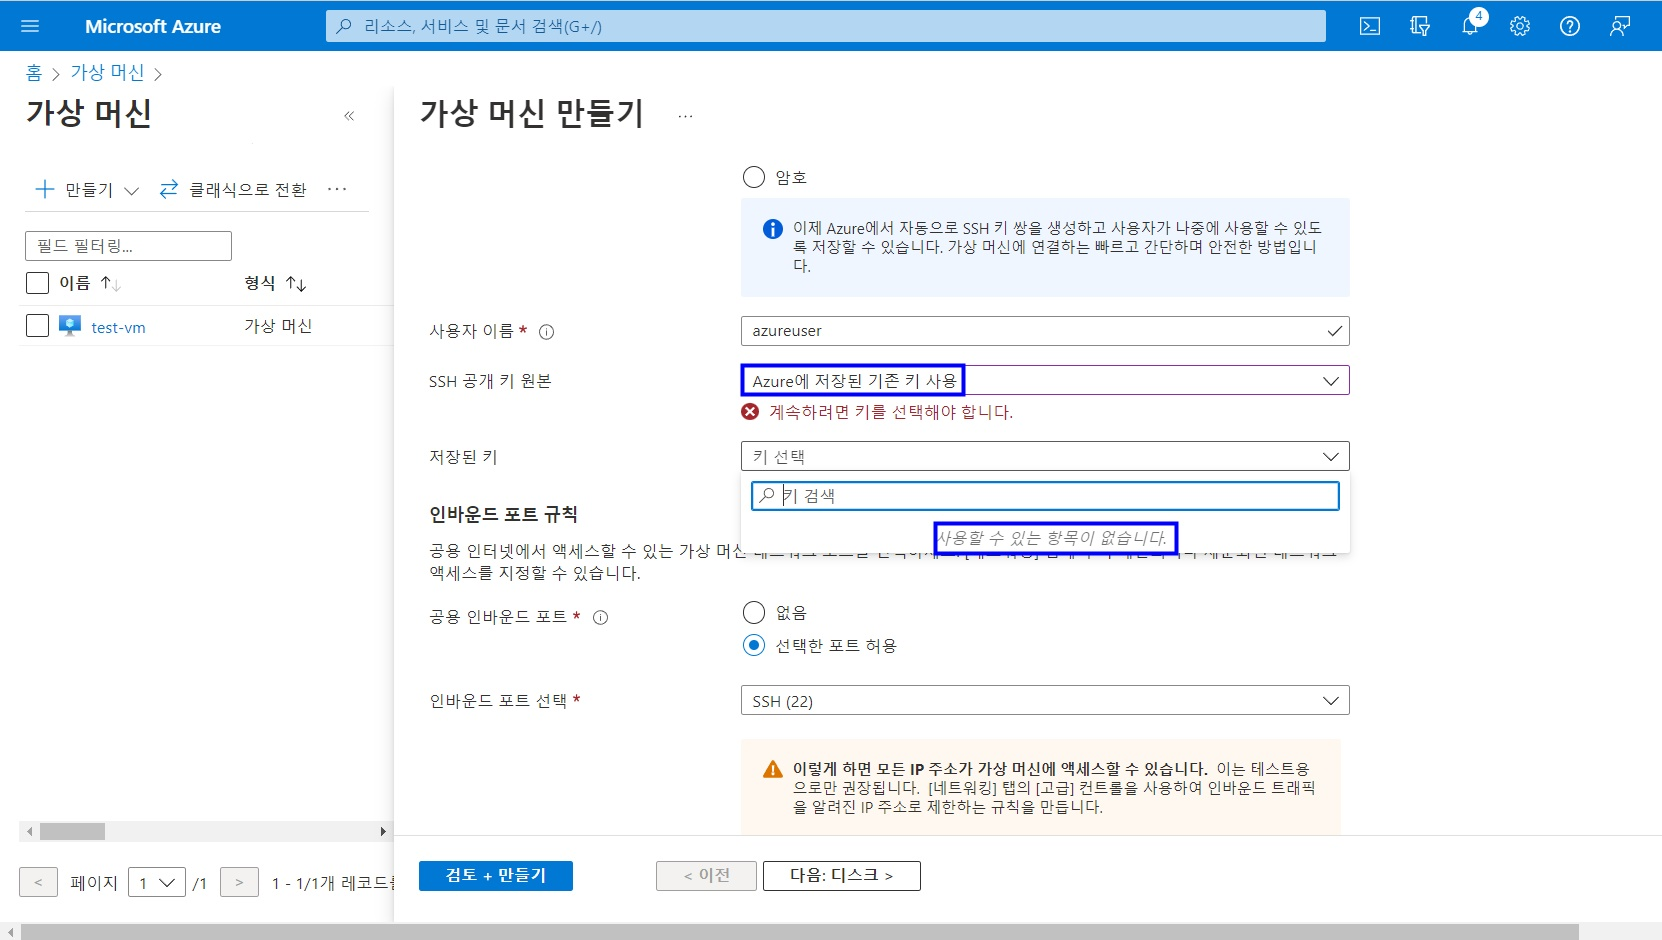 Microsoft Azure
리소스, 서비스 및 문서 검색(G+/)
4
홈 > 가상 머신 >
가상 머신
«
가상 머신 만들기
...
만들기
클래식으로 전환
...
필드 필터링...
이름 ↑↓
형식 ↑↓
test-vm
가상 머신
암호
이제 Azure에서 자동으로 SSH 키 쌍을 생성하고 사용자가 나중에 사용할 수 있도
록 저장할 수 있습니다. 가상 머신에 연결하는 빠르고 간단하며 안전한 방법입니
다.
사용자 이름 *
azureuser
SSH 공개 키 원본
Azure에 저장된 기존 키 사용
계속하려면 키를 선택해야 합니다.
저장된 키
키 선택
키 검색
사용할 수 있는 항목이 없습니다.
인바운드 포트 규칙
공용 인터넷에서 액세스할 수 있는 가상 머신
액세스를 지정할 수 있습니다.
공용 인바운드 포트 *
없음
선택한 포트 허용
인바운드 포트 선택 *
SSH (22)
이렇게 하면 모든 IP 주소가 가상 머신에 액세스할 수 있습니다. 이는 테스트용
으로만 권장됩니다. [네트워킹] 탭의 [고급] 컨트롤을 사용하여 인바운드 트래픽
을 알려진 IP 주소로 제한하는 규칙을 만듭니다.
< 페이지 1 /1 > 1 - 1/1개 레코드
검토 + 만들기
< 이전
다음: 디스크 >